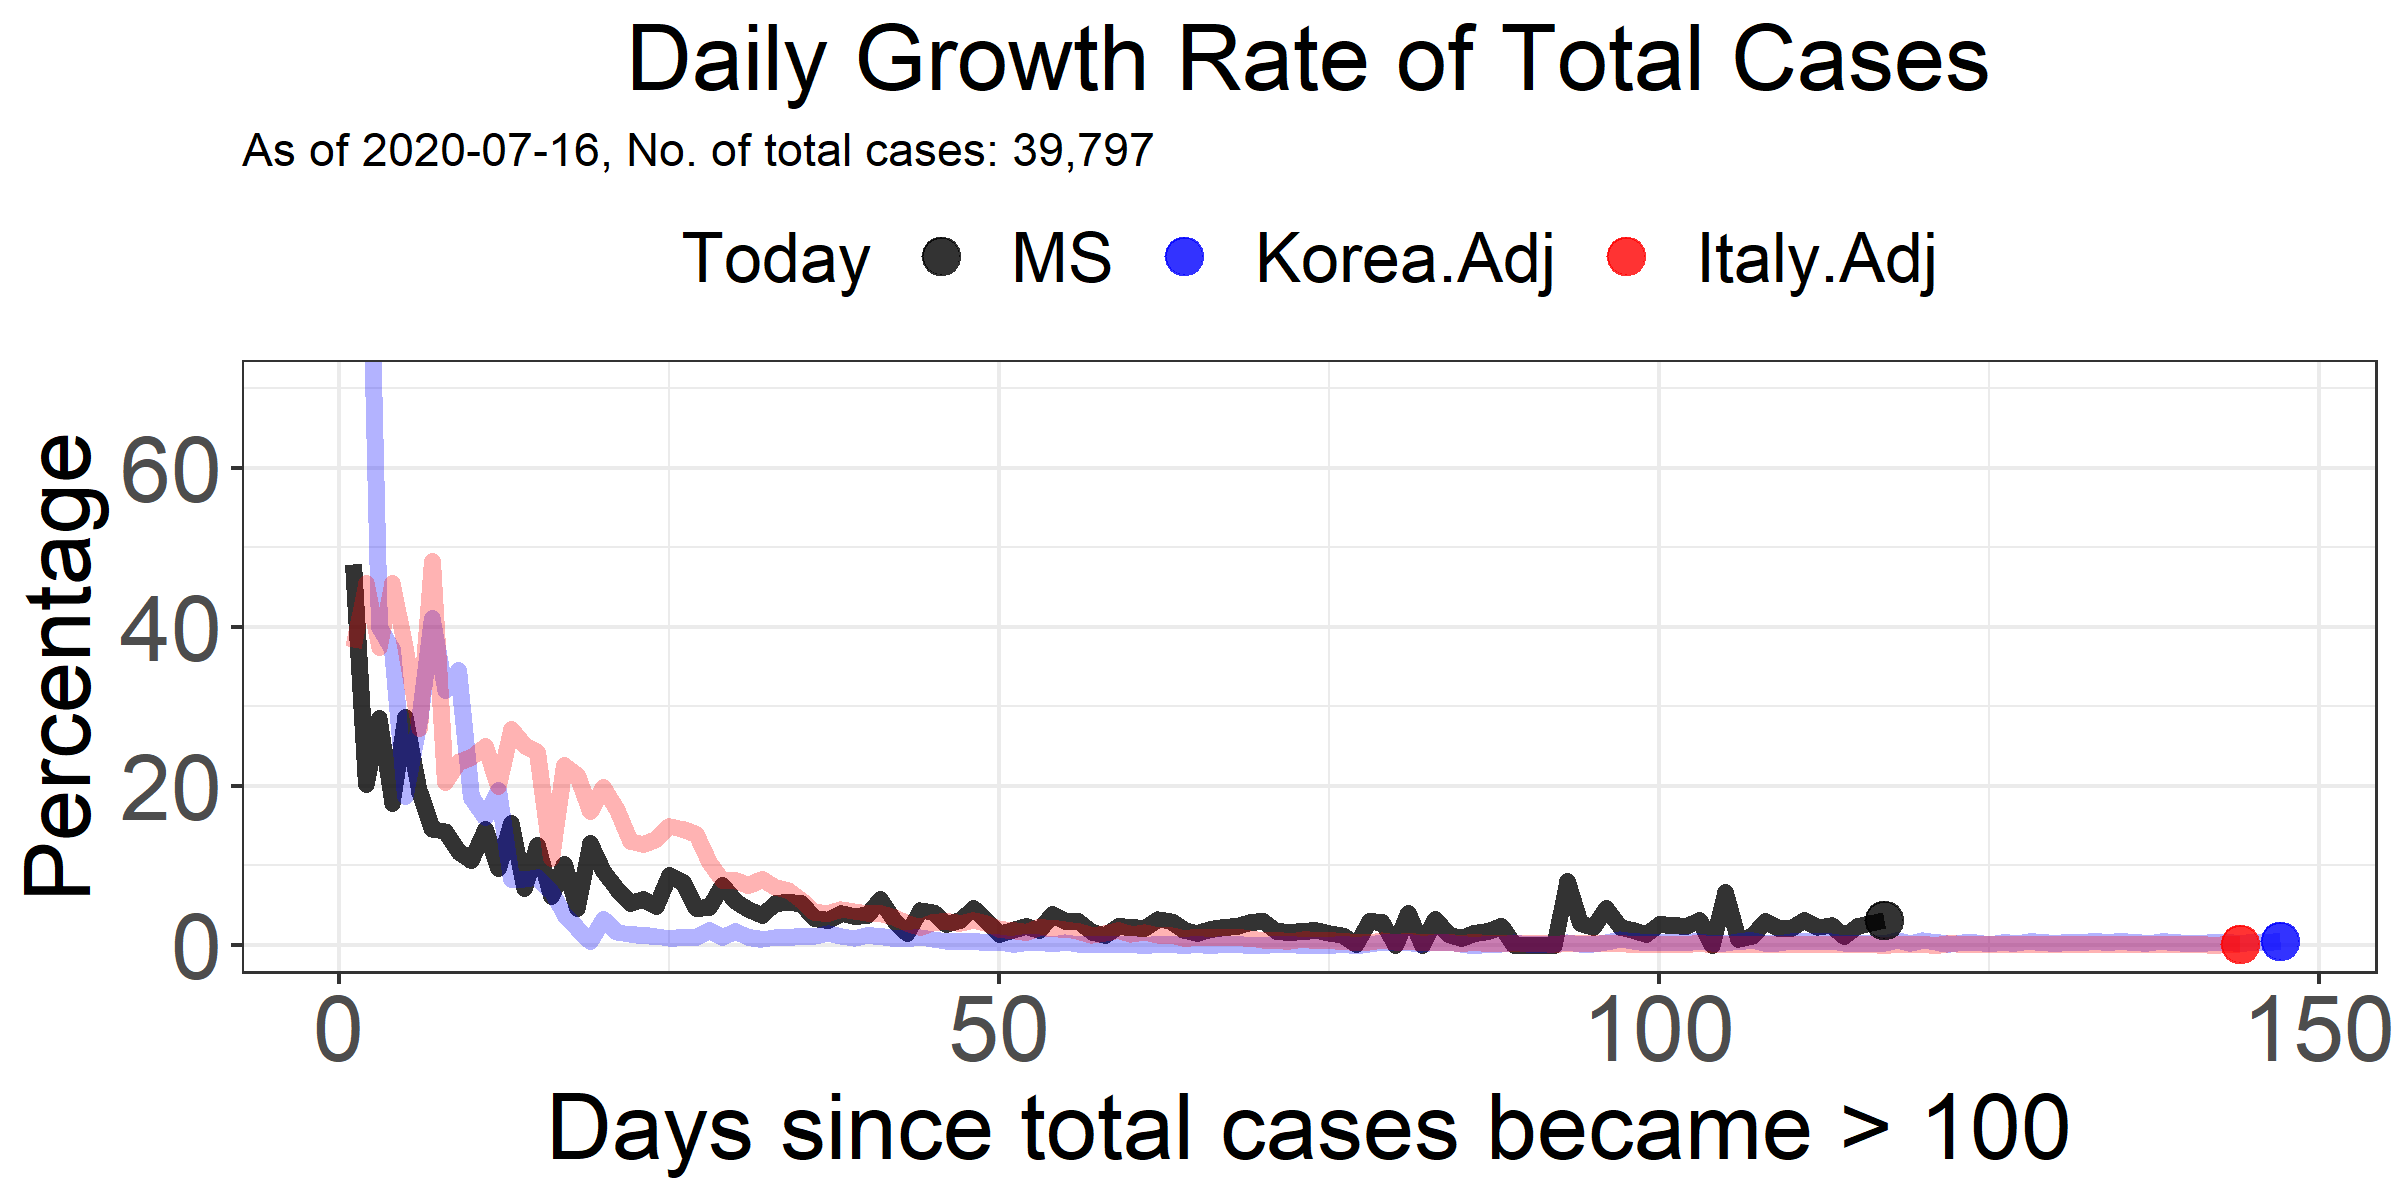 Daily Growth Rate of Total Cases
As of 2020-07-16, No. of total cases: 39,797
Today MS Korea.Adj Italy.Adj
Percentage
60
40
20
0
0 50 100 150
Days since total cases became > 100